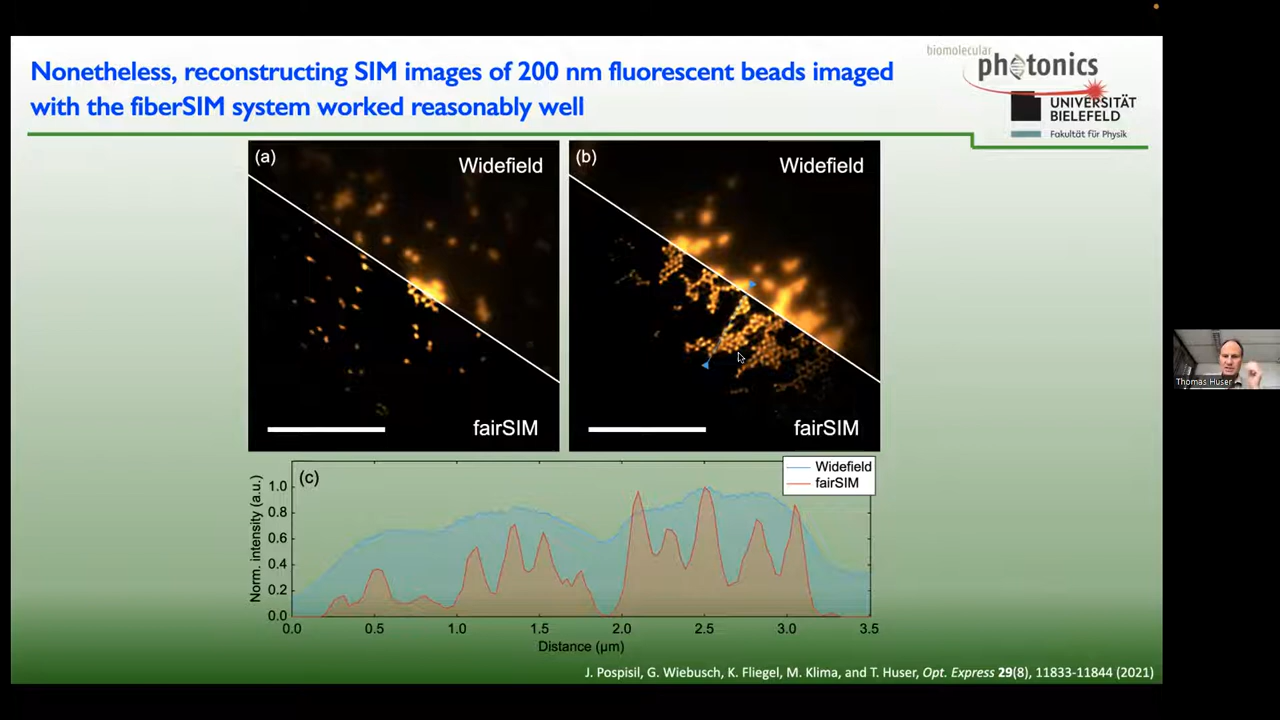 Nonetheless, reconstructing SIM images of 200 nm fluorescent beads imaged
with the fiberSIM system worked reasonably well
biomolecular
photonics
UNIVERSITÄT
BIELEFELD
Fakultät für Physik
(a)
Widefield
fairSIM
(b)
Widefield
fairSIM
Thomas Huser
(c)
Widefield
fairSIM
Norm. intensity (a.u.)
1.0
0.8
0.6
0.4
0.2
0.0
0.0 0.5 1.0 1.5 2.0 2.5 3.0 3.5
Distance (μm)
J. Pospisil, G. Wiebusch, K. Fliegel, M. Klima, and T. Huser, Opt. Express 29(8), 11833-11844 (2021)